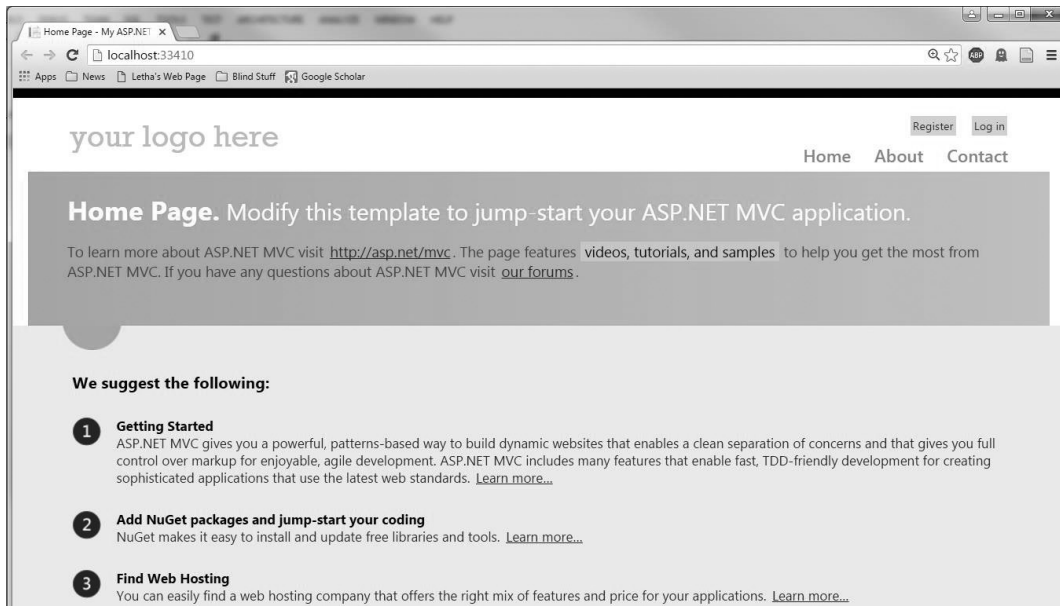 ARCHITECTURE ANALYZE WINDOW HELP
Home Page - My ASP.NET
localhost:33410
ABP
Apps News Letha's Web Page Blind Stuff Google Scholar
your logo here
Register Log in
Home About Contact
Home Page. Modify this template to jump-start your ASP.NET MVC application.
To learn more about ASP.NET MVC visit http://asp.net/mvc. The page features videos, tutorials, and samples to help you get the most from
ASP.NET MVC. If you have any questions about ASP.NET MVC visit our forums.
We suggest the following:
1 Getting Started
ASP.NET MVC gives you a powerful, patterns-based way to build dynamic websites that enables a clean separation of concerns and that gives you full
control over markup for enjoyable, agile development. ASP.NET MVC includes many features that enable fast, TDD-friendly development for creating
sophisticated applications that use the latest web standards. Learn more...
2 Add NuGet packages and jump-start your coding
NuGet makes it easy to install and update free libraries and tools. Learn more...
3 Find Web Hosting
You can easily find a web hosting company that offers the right mix of features and price for your applications. Learn more...